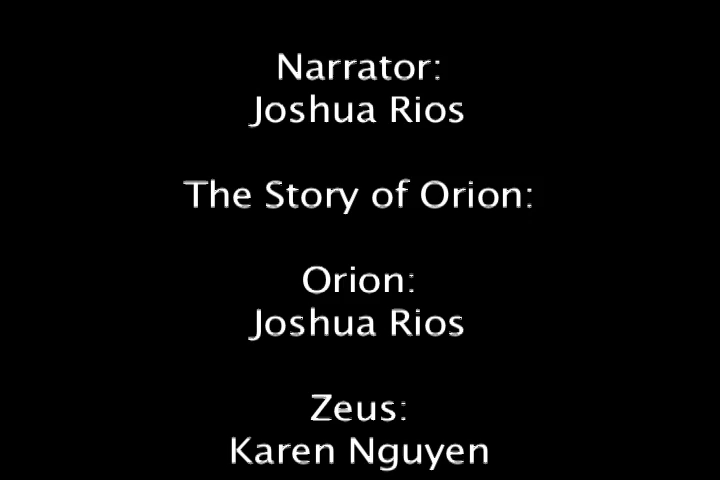 Narrator:
Joshua Rios
The Story of Orion:
Orion:
Joshua Rios
Zeus:
Karen Nguyen